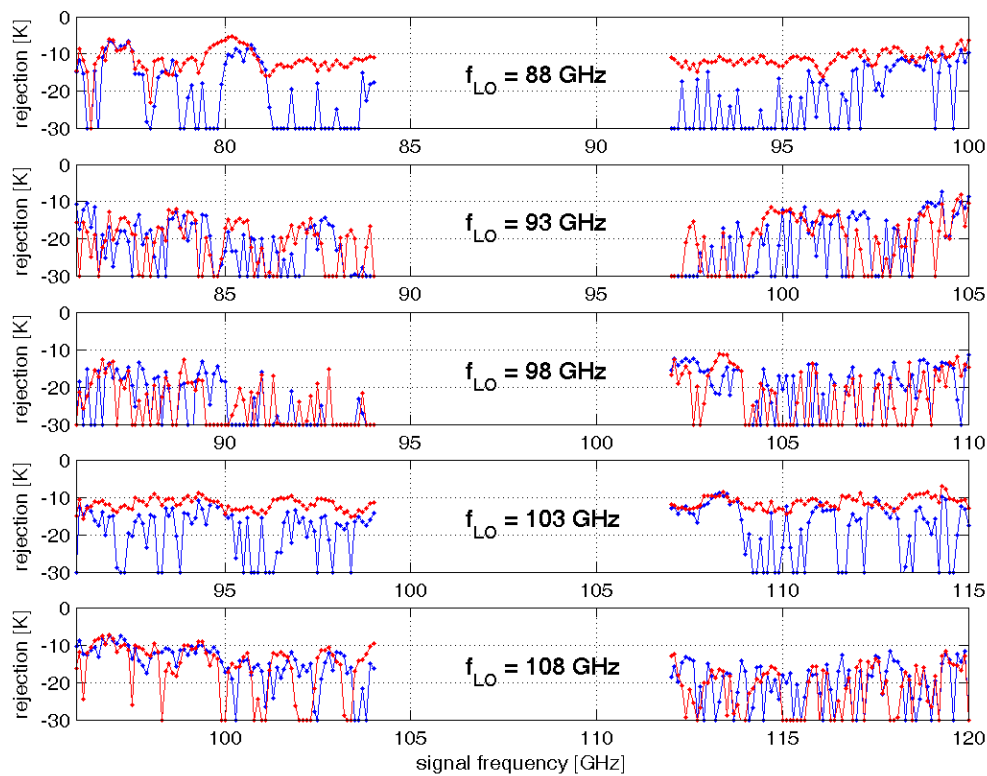 0
-10
-20
-30
rejection [K]
f_LO = 88 GHz
80 85 90 95 100
0
-10
-20
-30
rejection [K]
f_LO = 93 GHz
85 90 95 100 105
0
-10
-20
-30
rejection [K]
f_LO = 98 GHz
90 95 100 105 110
0
-10
-20
-30
rejection [K]
f_LO = 103 GHz
95 100 105 110 115
0
-10
-20
-30
rejection [K]
f_LO = 108 GHz
100 105 110 115 120
signal frequency [GHz]